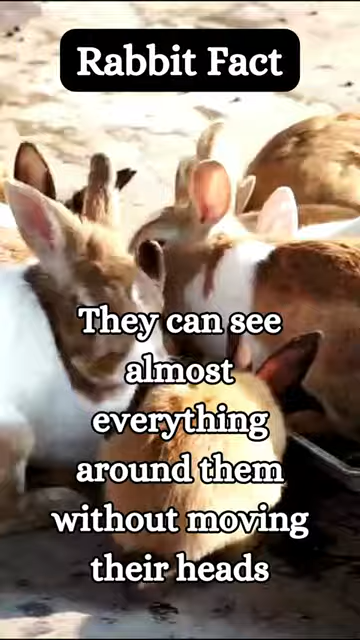 Rabbit Fact
They can see
almost
everything
around them
without moving
their heads